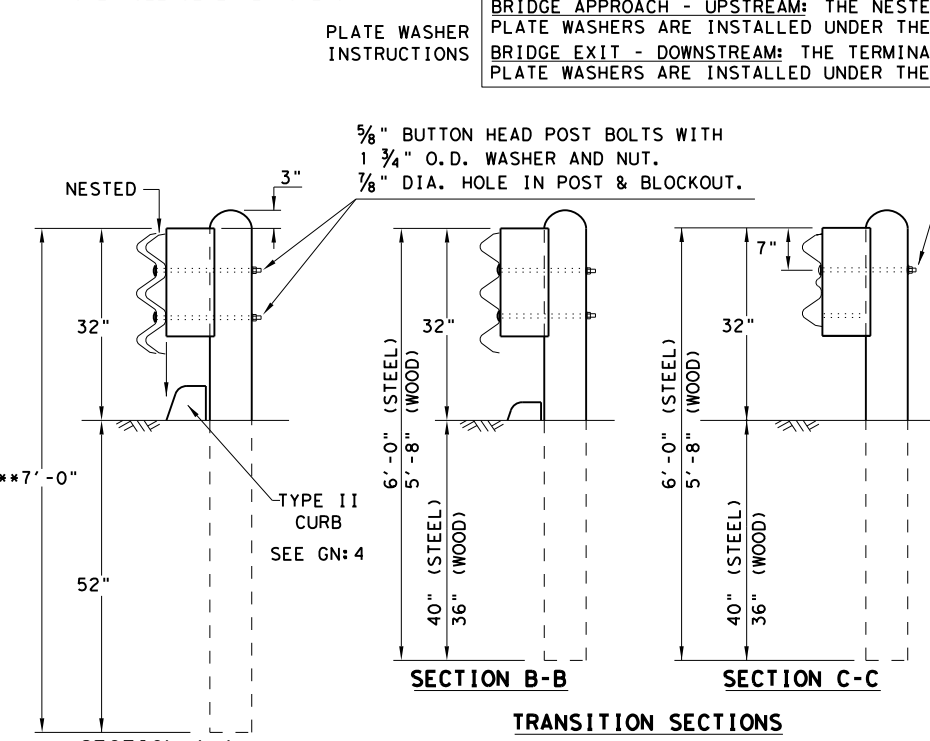 BRIDGE APPROACH - UPSTREAM: THE NESTE
PLATE WASHERS ARE INSTALLED UNDER THE
BRIDGE EXIT - DOWNSTREAM: THE TERMINA
PLATE WASHERS ARE INSTALLED UNDER THE
PLATE WASHER
INSTRUCTIONS
5/8" BUTTON HEAD POST BOLTS WITH
1 3/4" O.D. WASHER AND NUT.
7/8" DIA. HOLE IN POST & BLOCKOUT.
NESTED
3"
32"
**7'-0"
52"
TYPE II
CURB
SEE GN: 4
32"
6'-0" (STEEL)
5'-8" (WOOD)
40" (STEEL)
36" (WOOD)
SECTION B-B
7"
32"
6'-0" (STEEL)
5'-8" (WOOD)
40" (STEEL)
36" (WOOD)
SECTION C-C
TRANSITION SECTIONS